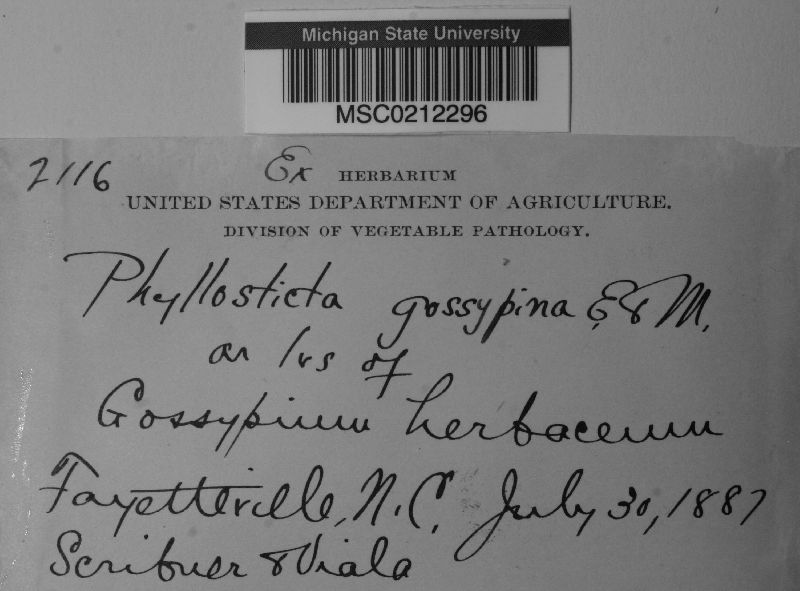 Michigan State University
MSC0212296
2116 Ex HERBARIUM
UNITED STATES DEPARTMENT OF AGRICULTURE.
DIVISION OF VEGETABLE PATHOLOGY.
Phyllosticta gossypina E & M.
on lvs of
Gossypium herbaceum
Fayetteville, N.C. July 30, 1887
Scribner & Viala